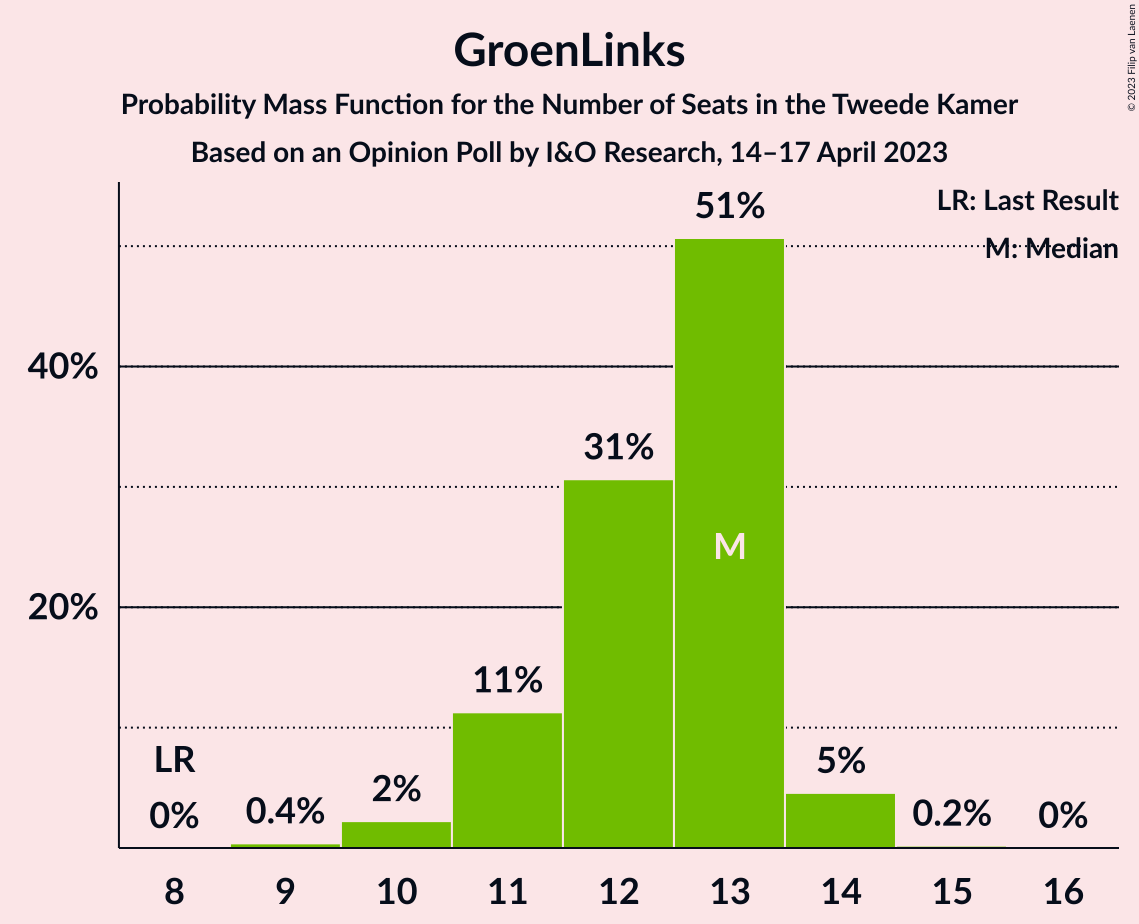 GroenLinks
Probability Mass Function for the Number of Seats in the Tweede Kamer
Based on an Opinion Poll by I&O Research, 14–17 April 2023
© 2023 Filip van Laenen
LR: Last Result
M: Median
51%
40%
31%
M
20%
11%
LR
0%
0.4%
2%
5%
0.2%
0%
8 9 10 11 12 13 14 15 16